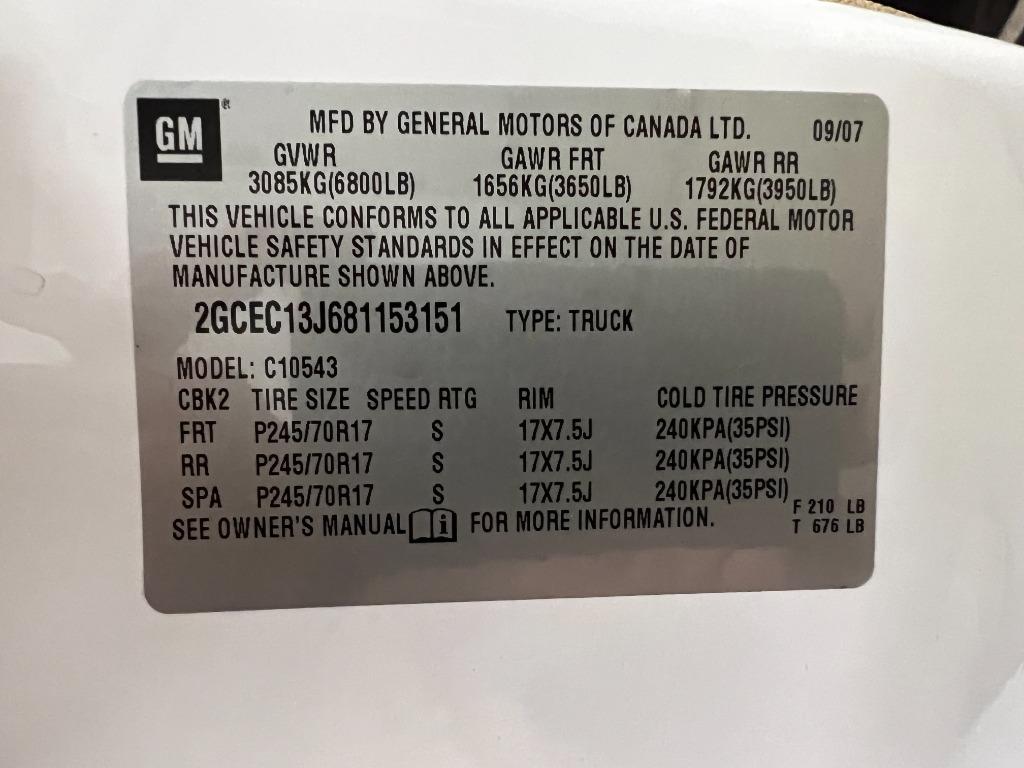 GM ®
MFD BY GENERAL MOTORS OF CANADA LTD. 09/07
GVWR GAWR FRT GAWR RR
3085KG(6800LB) 1656KG(3650LB) 1792KG(3950LB)
THIS VEHICLE CONFORMS TO ALL APPLICABLE U.S. FEDERAL MOTOR
VEHICLE SAFETY STANDARDS IN EFFECT ON THE DATE OF
MANUFACTURE SHOWN ABOVE.
2GCEC13J681153151 TYPE: TRUCK
MODEL: C10543
CBK2 TIRE SIZE SPEED RTG RIM COLD TIRE PRESSURE
FRT P245/70R17 S 17X7.5J 240KPA(35PSI)
RR P245/70R17 S 17X7.5J 240KPA(35PSI)
SPA P245/70R17 S 17X7.5J 240KPA(35PSI)
F 210 LB
SEE OWNER'S MANUAL i FOR MORE INFORMATION.
T 676 LB